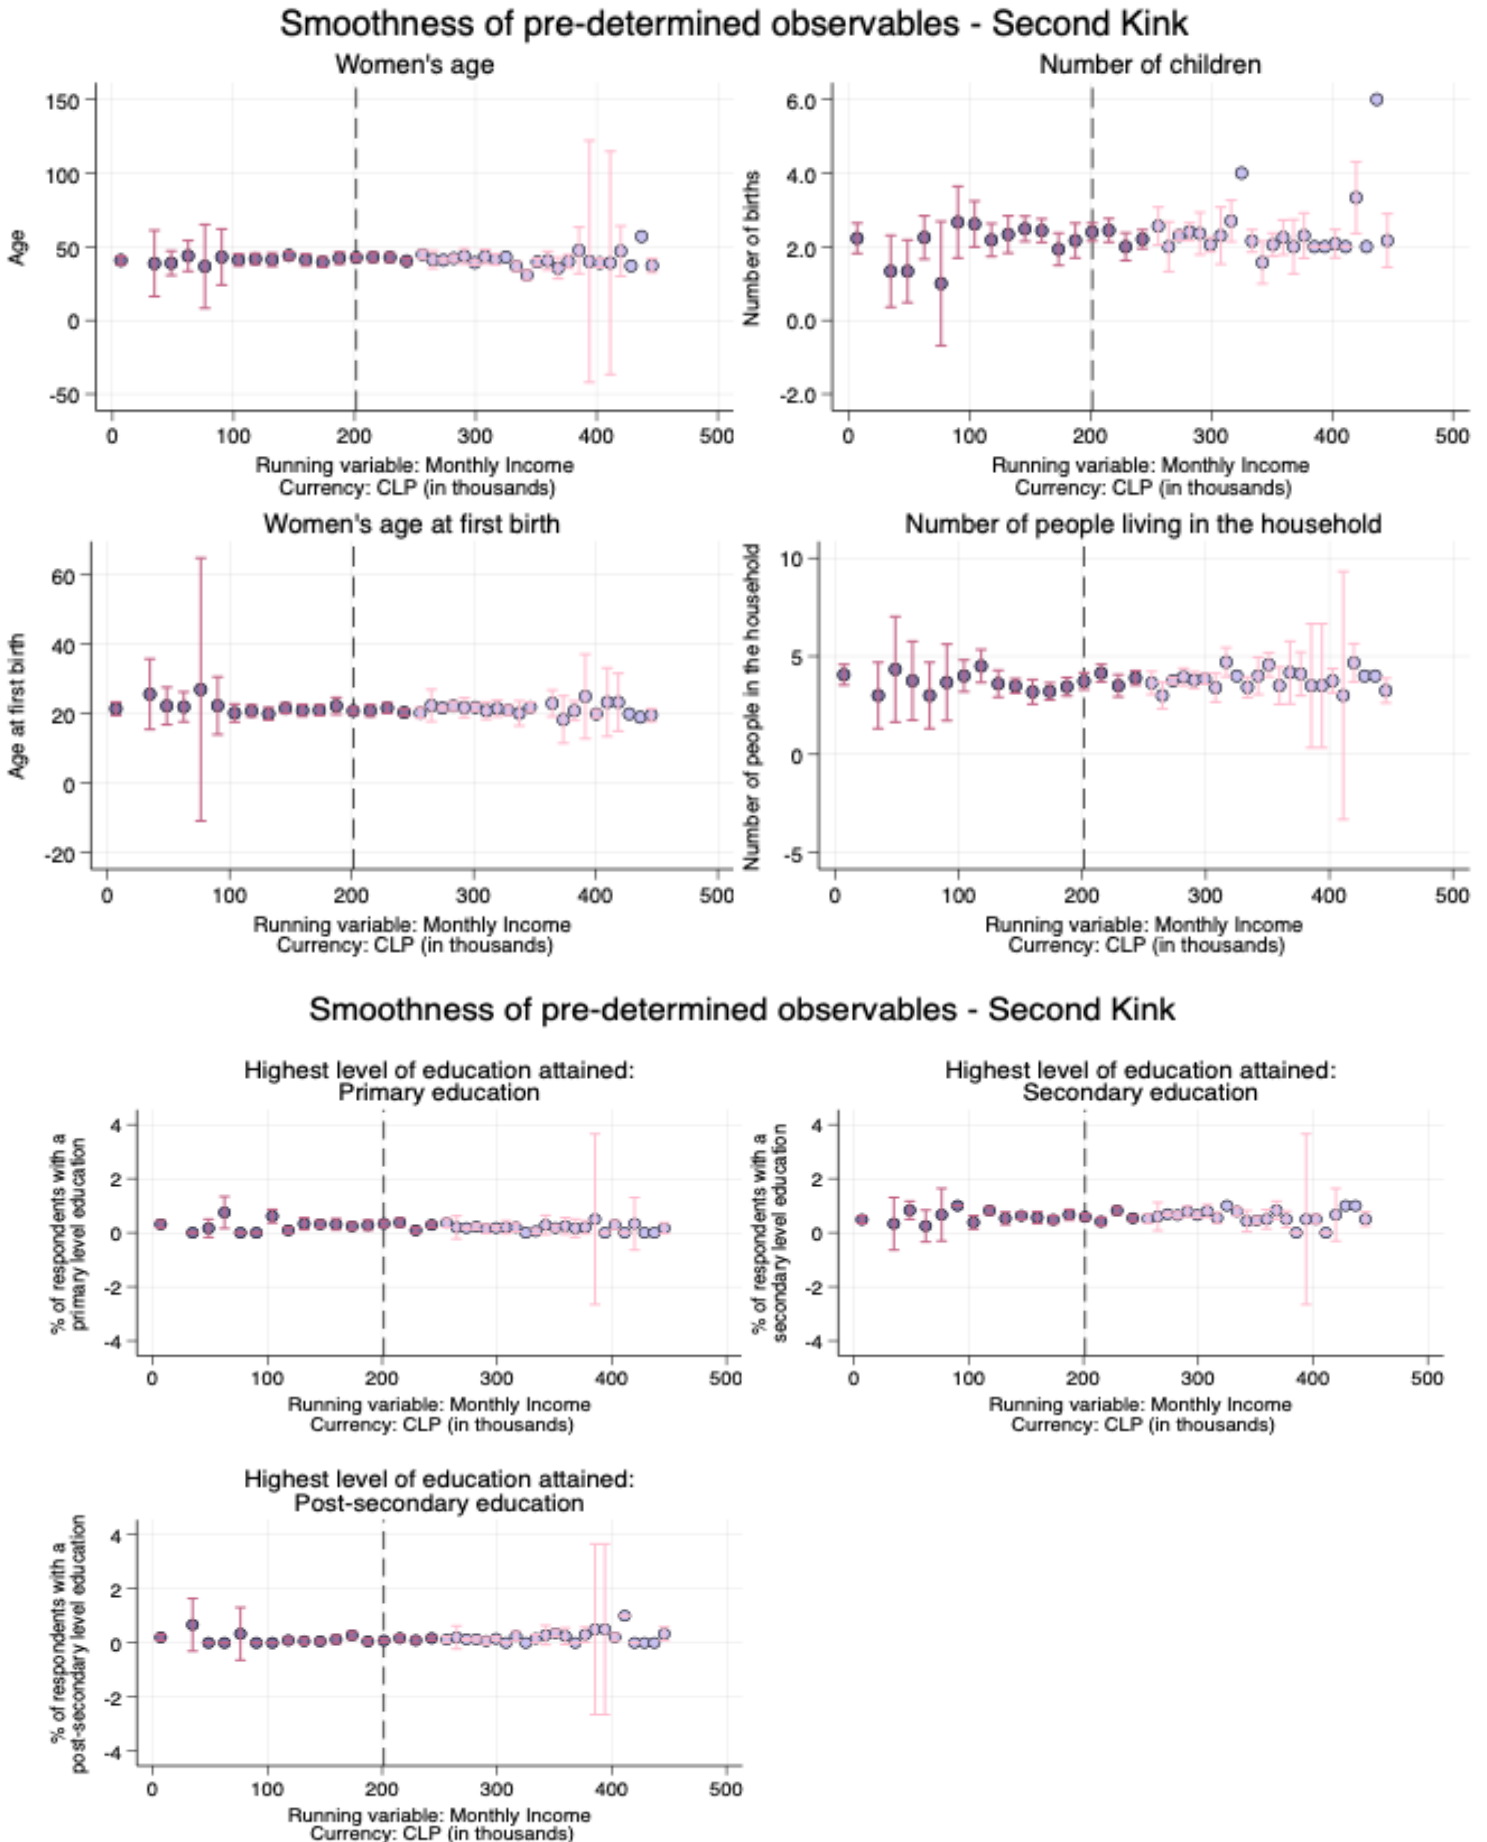 Smoothness of pre-determined observables - Second Kink
Women's age
Age
150
100
50
0
-50
0 100 200 300 400 500
Running variable: Monthly Income
Currency: CLP (in thousands)
Number of children
Number of births
6.0
4.0
2.0
0.0
-2.0
0 100 200 300 400 500
Running variable: Monthly Income
Currency: CLP (in thousands)
Women's age at first birth
Age at first birth
60
40
20
0
-20
0 100 200 300 400 500
Running variable: Monthly Income
Currency: CLP (in thousands)
Number of people living in the household
Number of people in the household
10
5
0
-5
0 100 200 300 400 500
Running variable: Monthly Income
Currency: CLP (in thousands)
Smoothness of pre-determined observables - Second Kink
Highest level of education attained:
Primary education
% of respondents with a
primary level education
4
2
0
-2
-4
0 100 200 300 400 500
Running variable: Monthly Income
Currency: CLP (in thousands)
Highest level of education attained:
Secondary education
% of respondents with a
secondary level education
4
2
0
-2
-4
0 100 200 300 400 500
Running variable: Monthly Income
Currency: CLP (in thousands)
Highest level of education attained:
Post-secondary education
% of respondents with a
post-secondary level education
4
2
0
-2
-4
0 100 200 300 400 500
Running variable: Monthly Income
Currency: CLP (in thousands)